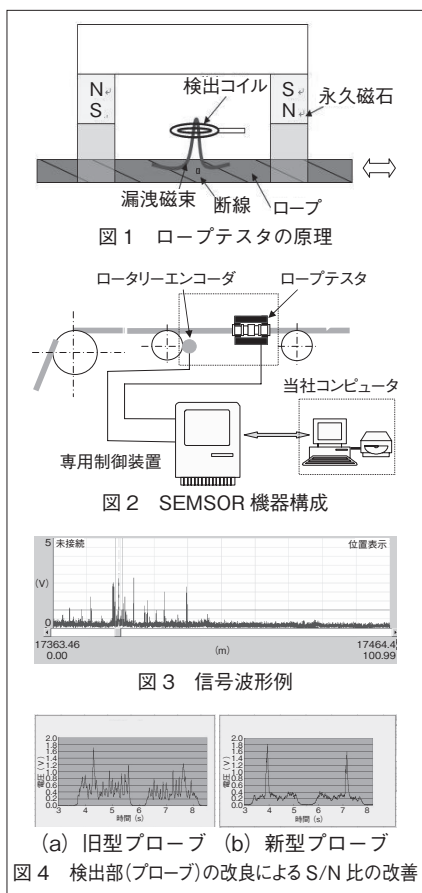 N S
S N
検出コイル
永久磁石
漏洩磁束 断線 ロープ
図1 ロープテスタの原理
ロータリーエンコーダ ロープテスタ
当社コンピュータ
専用制御装置
図2 SEMSOR 機器構成
5 未接続 位置表示
(V)
0
17363.46 (m) 17464.4
0.00 100.99
図3 信号波形例
2.0 2.0
1.8 1.8
1.6 1.6
1.4 1.4
1.2 1.2
1.0 1.0
0.8 0.8
0.6 0.6
0.4 0.4
0.2 0.2
0.0 0.0
電圧(V) 電圧(V)
3 4 5 6 7 8 3 4 5 6 7 8
時間(s) 時間(s)
(a) 旧型プローブ (b) 新型プローブ
図4 検出部(プローブ)の改良による S/N 比の改善